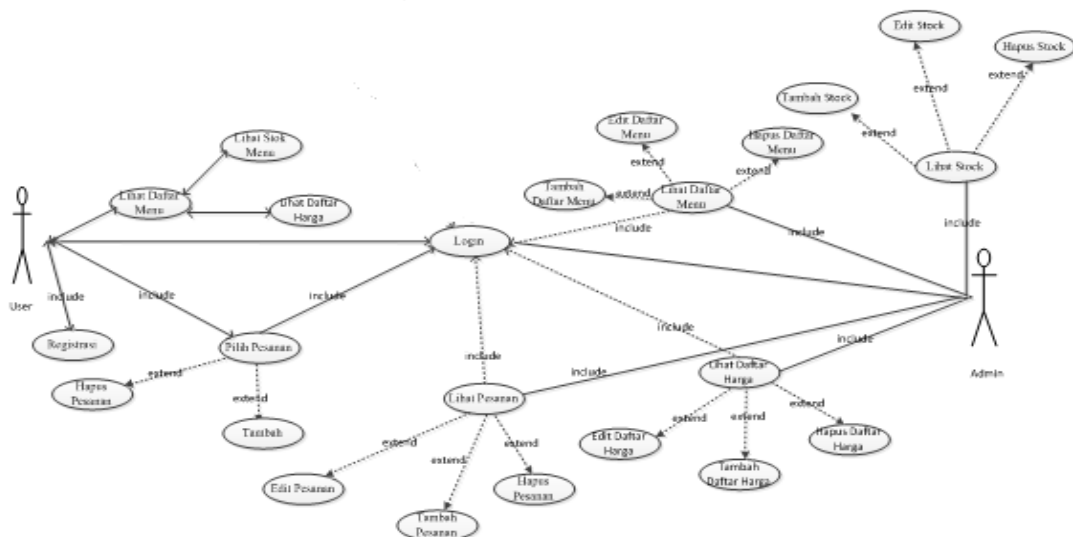 Edit Stock
Hapus Stock
extend
extend
Tambah Stock
extend
Lihat Stock
Edit Daftar
Menu
Hapus Daftar
Menu
extend
extend
Tambah
Daftar Menu
extend
Lihat Daftar
Menu
include
include
include
Lihat Stok
Menu
Lihat Daftar
Menu
Lihat Daftar
Harga
Login
User
include
include
include
Registrasi
Pilih Pesanan
Hapus
Pesanan
extend
extend
Tambah
include
include
include
include
Admin
Lihat Pesanan
Lihat Daftar
Harga
extend
extend
extend
Edit Pesanan
Tambah
Pesanan
Hapus
Pesanan
extend
extend
extend
Edit Daftar
Harga
Tambah
Daftar Harga
Hapus Daftar
Harga